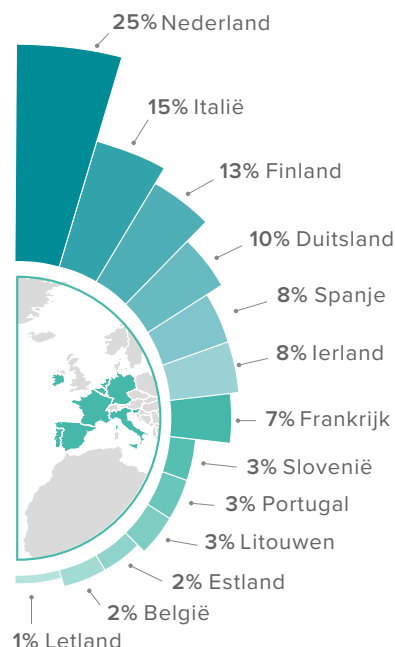 25% Nederland
15% Italië
13% Finland
10% Duitsland
8% Spanje
8% Ierland
7% Frankrijk
3% Slovenië
3% Portugal
3% Litouwen
2% Estland
2% België
1% Letland